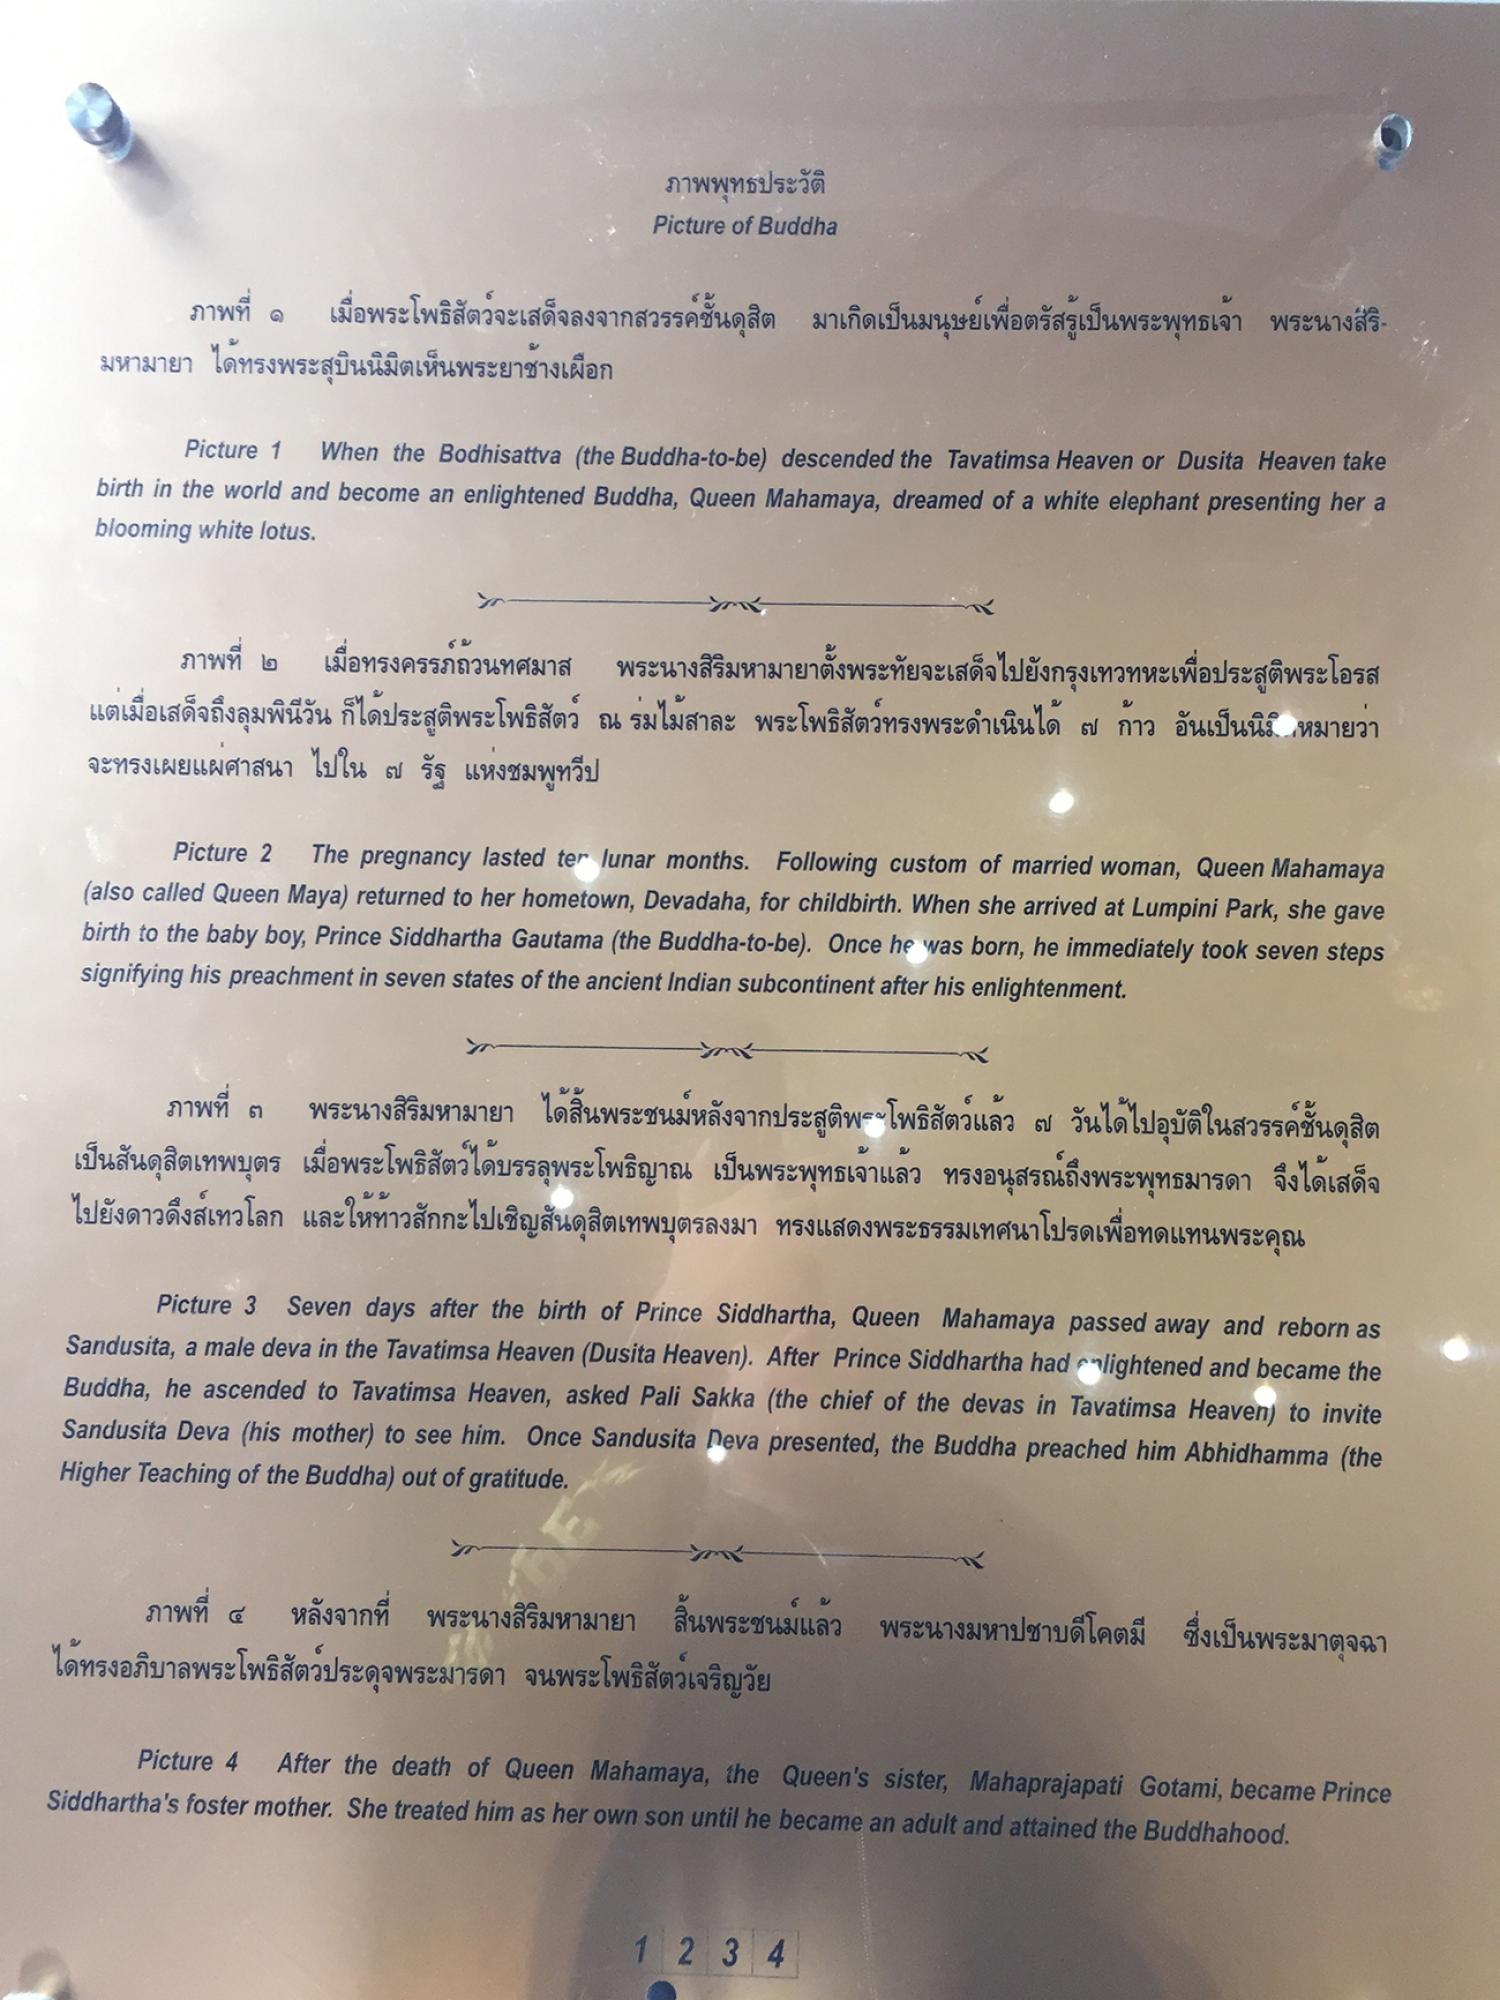 ภาพพุทธประวัติ
Picture of Buddha
ภาพที่ ๑ เมื่อพระโพธิสัตว์จะเสด็จลงจากสวรรค์ชั้นดุสิต มาเกิดเป็นมนุษย์เพื่อตรัสรู้เป็นพระพุทธเจ้า พระนางสิริ-
มหามายา ได้ทรงพระสุบินนิมิตเห็นพระยาช้างเผือก
Picture 1 When the Bodhisattva (the Buddha-to-be) descended the Tavatimsa Heaven or Dusita Heaven take
birth in the world and become an enlightened Buddha, Queen Mahamaya, dreamed of a white elephant presenting her a
blooming white lotus.
ภาพที่ ๒ เมื่อทรงครรภ์ถ้วนทศมาส พระนางสิริมหามายาตั้งพระทัยจะเสด็จไปยังกรุงเทวทหะเพื่อประสูติพระโอรส
แต่เมื่อเสด็จถึงลุมพินีวัน ก็ได้ประสูติพระโพธิสัตว์ ณ ร่มไม้สาละ พระโพธิสัตว์ทรงพระดำเนินได้ ๗ ก้าว อันเป็นนิมิตหมายว่า
จะทรงเผยแผ่ศาสนา ไปใน ๗ รัฐ แห่งชมพูทวีป
Picture 2 The pregnancy lasted ten lunar months. Following custom of married woman, Queen Mahamaya
(also called Queen Maya) returned to her hometown, Devadaha, for childbirth. When she arrived at Lumpini Park, she gave
birth to the baby boy, Prince Siddhartha Gautama (the Buddha-to-be). Once he was born, he immediately took seven steps
signifying his preachment in seven states of the ancient Indian subcontinent after his enlightenment.
ภาพที่ ๓ พระนางสิริมหามายา ได้สิ้นพระชนม์หลังจากประสูติพระโพธิสัตว์แล้ว ๗ วันได้ไปอุบัติในสวรรค์ชั้นดุสิต
เป็นสันดุสิตเทพบุตร เมื่อพระโพธิสัตว์ได้บรรลุพระโพธิญาณ เป็นพระพุทธเจ้าแล้ว ทรงอนุสรณ์ถึงพระพุทธมารดา จึงได้เสด็จ
ไปยังดาวดึงส์เทวโลก และให้ท้าวสักกะไปเชิญสันดุสิตเทพบุตรลงมา ทรงแสดงพระธรรมเทศนาโปรดเพื่อทดแทนพระคุณ
Picture 3 Seven days after the birth of Prince Siddhartha, Queen Mahamaya passed away and reborn as
Sandusita, a male deva in the Tavatimsa Heaven (Dusita Heaven). After Prince Siddhartha had enlightened and became the
Buddha, he ascended to Tavatimsa Heaven, asked Pali Sakka (the chief of the devas in Tavatimsa Heaven) to invite
Sandusita Deva (his mother) to see him. Once Sandusita Deva presented, the Buddha preached him Abhidhamma (the
Higher Teaching of the Buddha) out of gratitude.
ภาพที่ ๔ หลังจากที่ พระนางสิริมหามายา สิ้นพระชนม์แล้ว พระนางมหาปชาบดีโคตมี ซึ่งเป็นพระมาตุจฉา
ได้ทรงอภิบาลพระโพธิสัตว์ประดุจพระมารดา จนพระโพธิสัตว์เจริญวัย
Picture 4 After the death of Queen Mahamaya, the Queen's sister, Mahaprajapati Gotami, became Prince
Siddhartha's foster mother. She treated him as her own son until he became an adult and attained the Buddhahood.
1 2 3 4